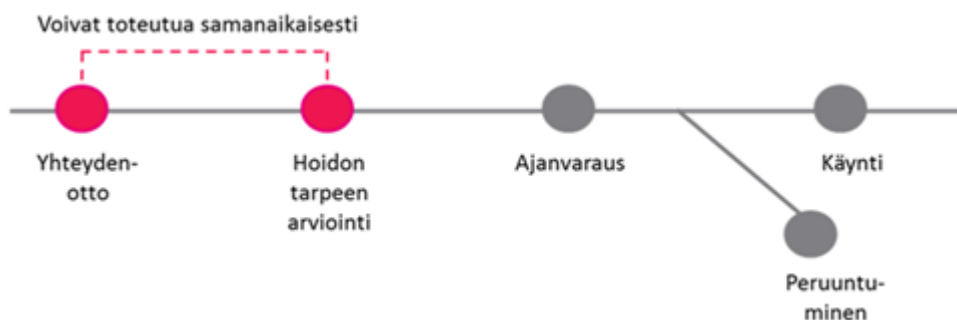 Voivat toteutua samanaikaisesti
Yhteyden-
otto
Hoidon
tarpeen
arviointi
Ajanvaraus
Käynti
Peruuntu-
minen